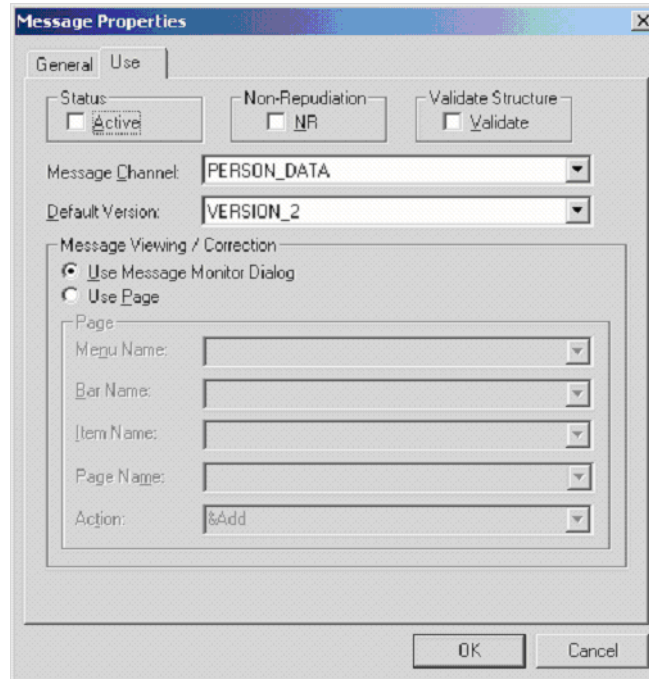 Message Properties
General Use
Status Non-Repudiation Validate Structure
Active NR Validate
Message Channel: PERSON_DATA
Default Version: VERSION_2
Message Viewing / Correction
Use Message Monitor Dialog
Use Page
Page
Menu Name:
Bar Name:
Item Name:
Page Name:
Action: &Add
OK Cancel